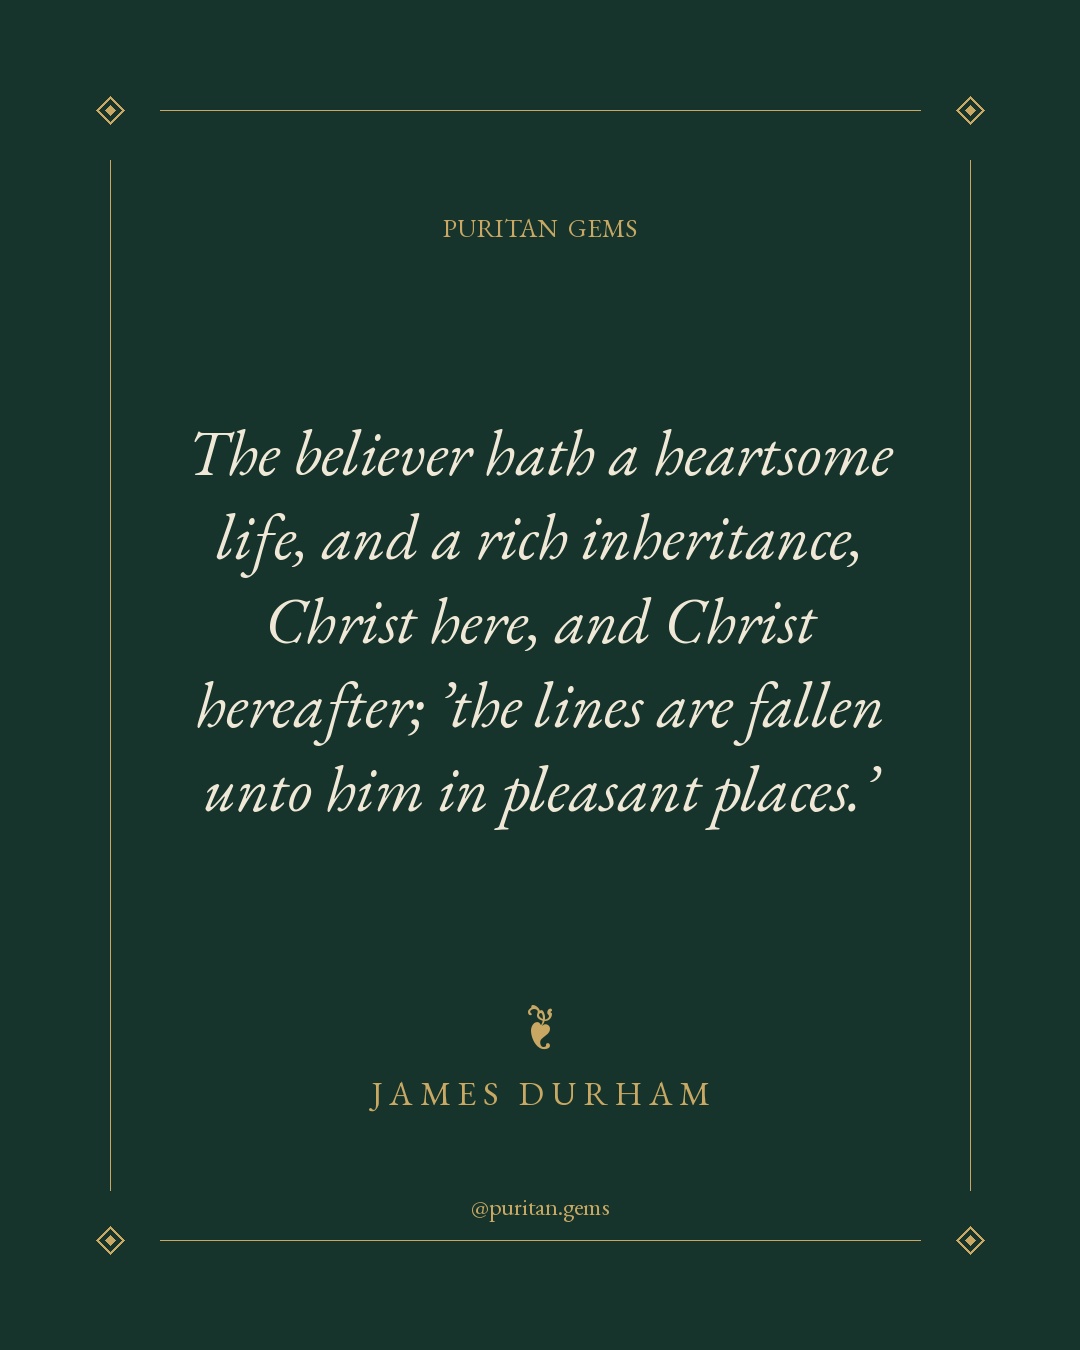 PURITAN GEMS
The believer hath a heartsome
life, and a rich inheritance,
Christ here, and Christ
hereafter; ’the lines are fallen
unto him in pleasant places.’
JAMES DURHAM
@puritan.gems